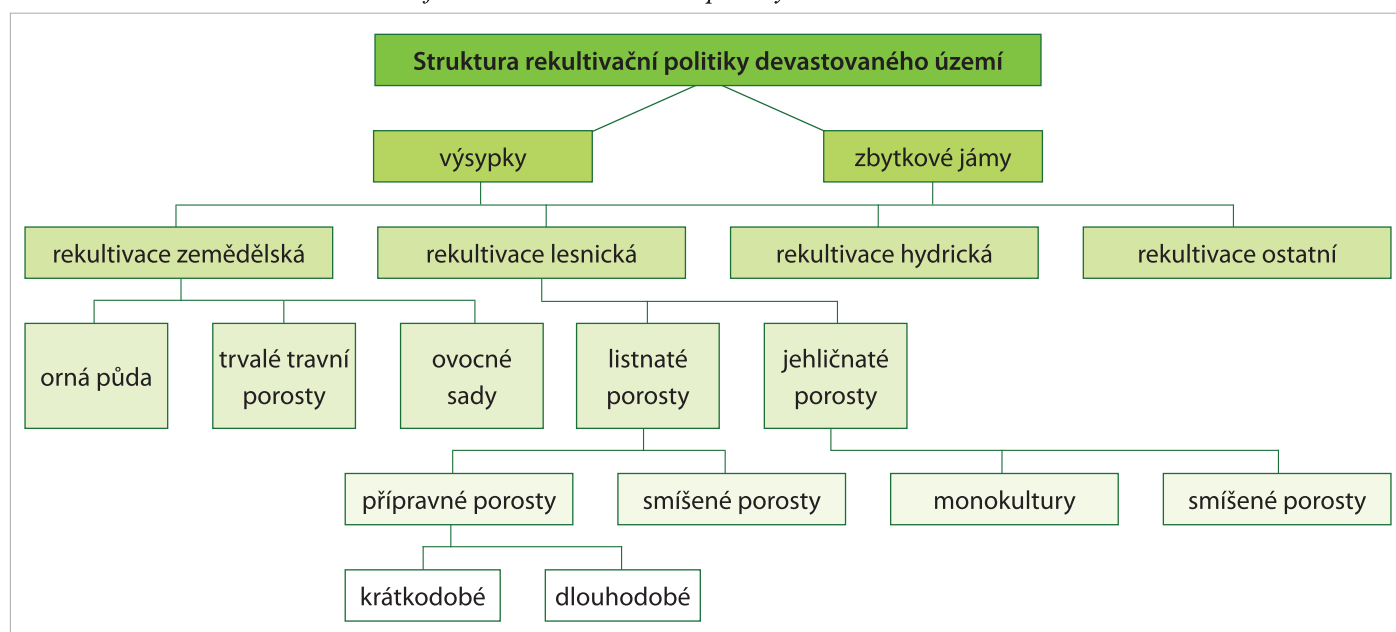 Struktura rekultivační politiky devastovaného území
výsypky
zbytkové jámy
rekultivace zemědělská
rekultivace lesnická
rekultivace hydrická
rekultivace ostatní
orná půda
trvalé travní
porosty
ovocné
sady
listnaté
porosty
jehličnaté
porosty
přípravné porosty
smíšené porosty
monokultury
smíšené porosty
krátkodobé
dlouhodobé